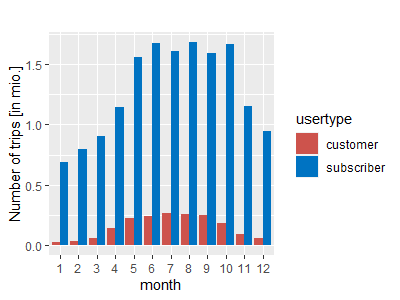 Number of trips [in mio.]
1.5
1.0
0.5
0.0
1 2 3 4 5 6 7 8 9 10 11 12
month
usertype
customer
subscriber